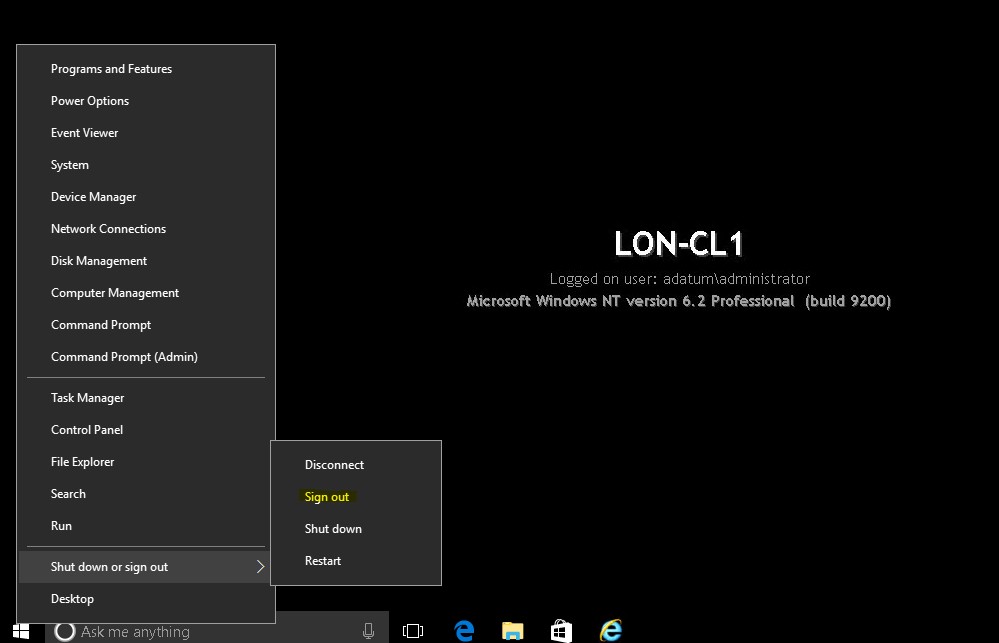 Programs and Features
Power Options
Event Viewer
System
Device Manager
Network Connections
Disk Management
Computer Management
Command Prompt
Command Prompt (Admin)
Task Manager
Control Panel
File Explorer
Search
Run
Shut down or sign out
Desktop
Disconnect
Sign out
Shut down
Restart
LON-CL1
Logged on user: adatum\administrator
Microsoft Windows NT version 6.2 Professional (build 9200)
Ask me anything